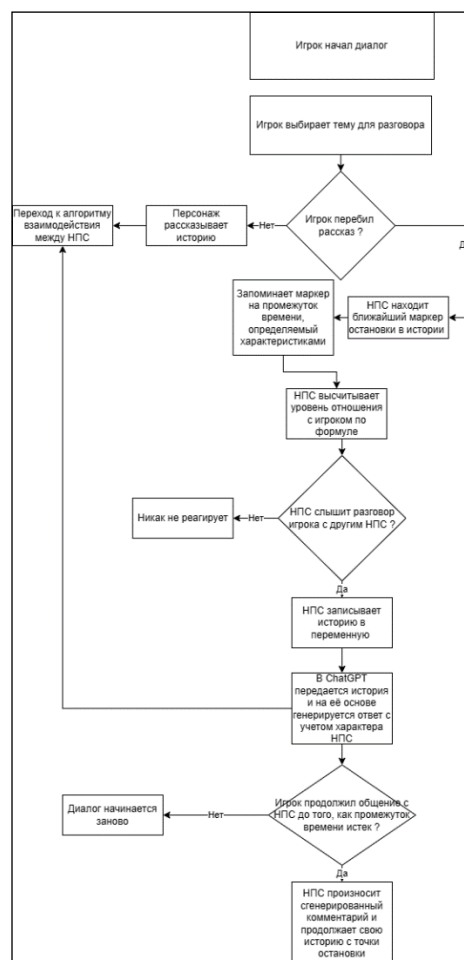 Игрок начал диалог
Игрок выбирает тему для разговора
Игрок перебил
рассказ ?
Нет
Персонаж
рассказывает
историю
Переход к алгоритму
взаимодействия
между НПС
Запоминает маркер
на промежуток
времени,
определяемый
характеристиками
НПС находит
ближайший маркер
остановки в истории
НПС высчитывает
уровень отношения
с игроком по
формуле
НПС слышит разговор
игрока с другим НПС ?
Нет
Никак не реагирует
Да
НПС записывает
историю в
переменную
В ChatGPT
передается история
и на её основе
генерируется ответ с
учетом характера
НПС
Игрок продолжил общение с
НПС до того, как промежуток
времени истек ?
Нет
Диалог начинается
заново
Да
НПС произносит
сгенерированный
комментарий и
продолжает свою
историю с точки
остановки